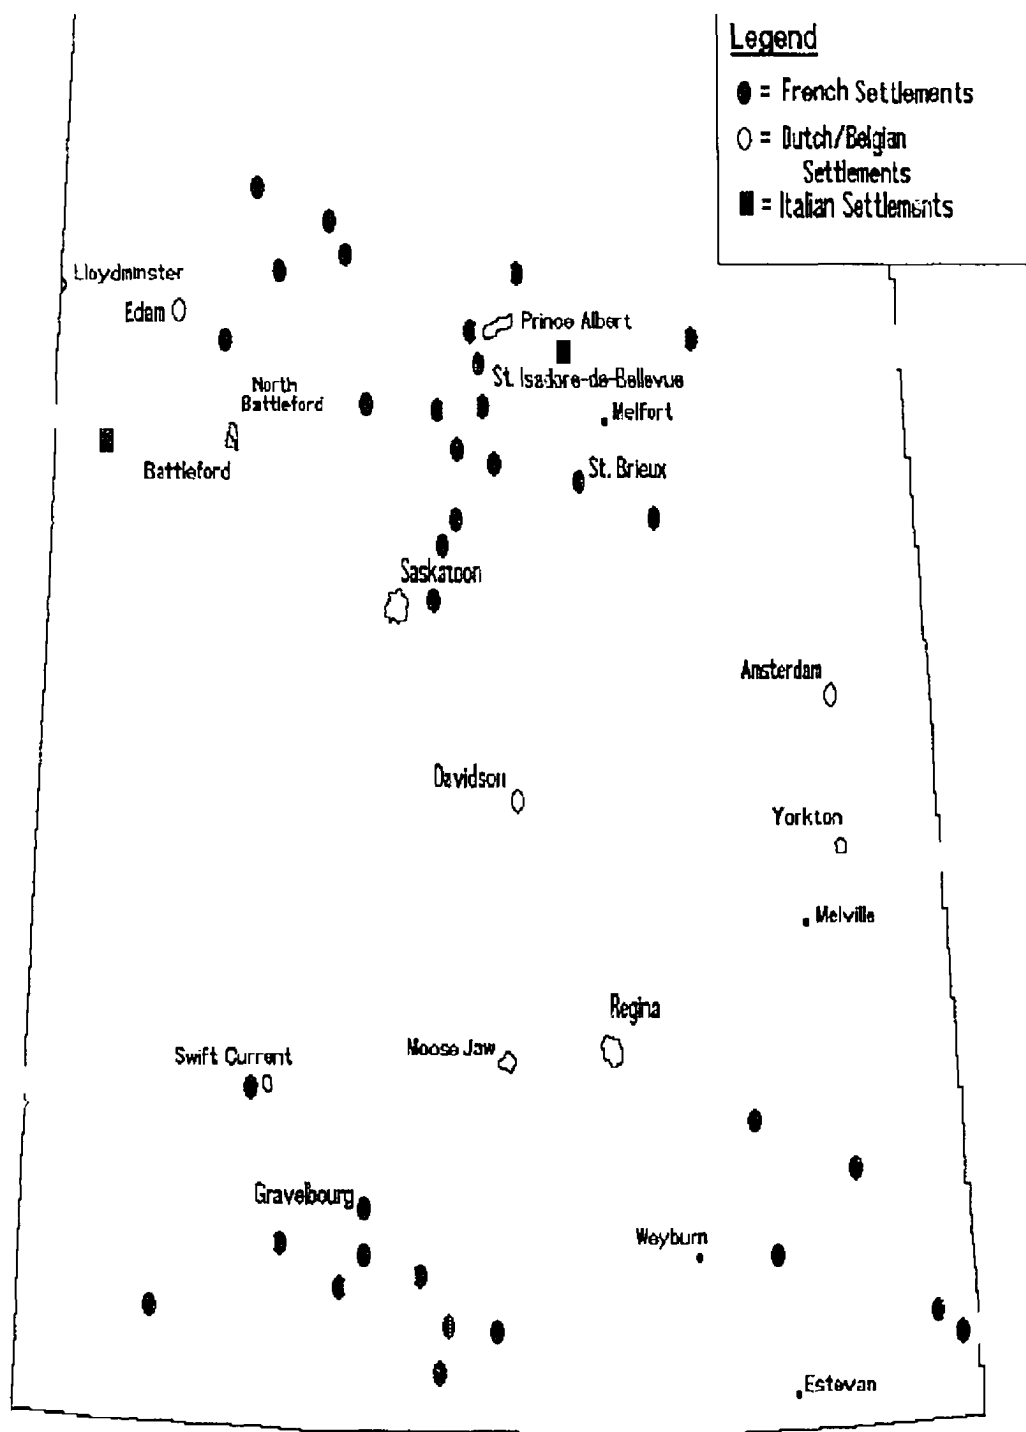 Legend
= French Settlements
= Dutch/Belgian
Settlements
= Italian Settlements
Lloydminster
Edam
Prince Albert
St. Isadore-de-Bellevue
North
Battleford
Melfort
Battleford
St. Brieux
Saskatoon
Amsterdam
Davidson
Yorkton
Melville
Regina
Moose Jaw
Swift Current
Gravelbourg
Weyburn
Estevan